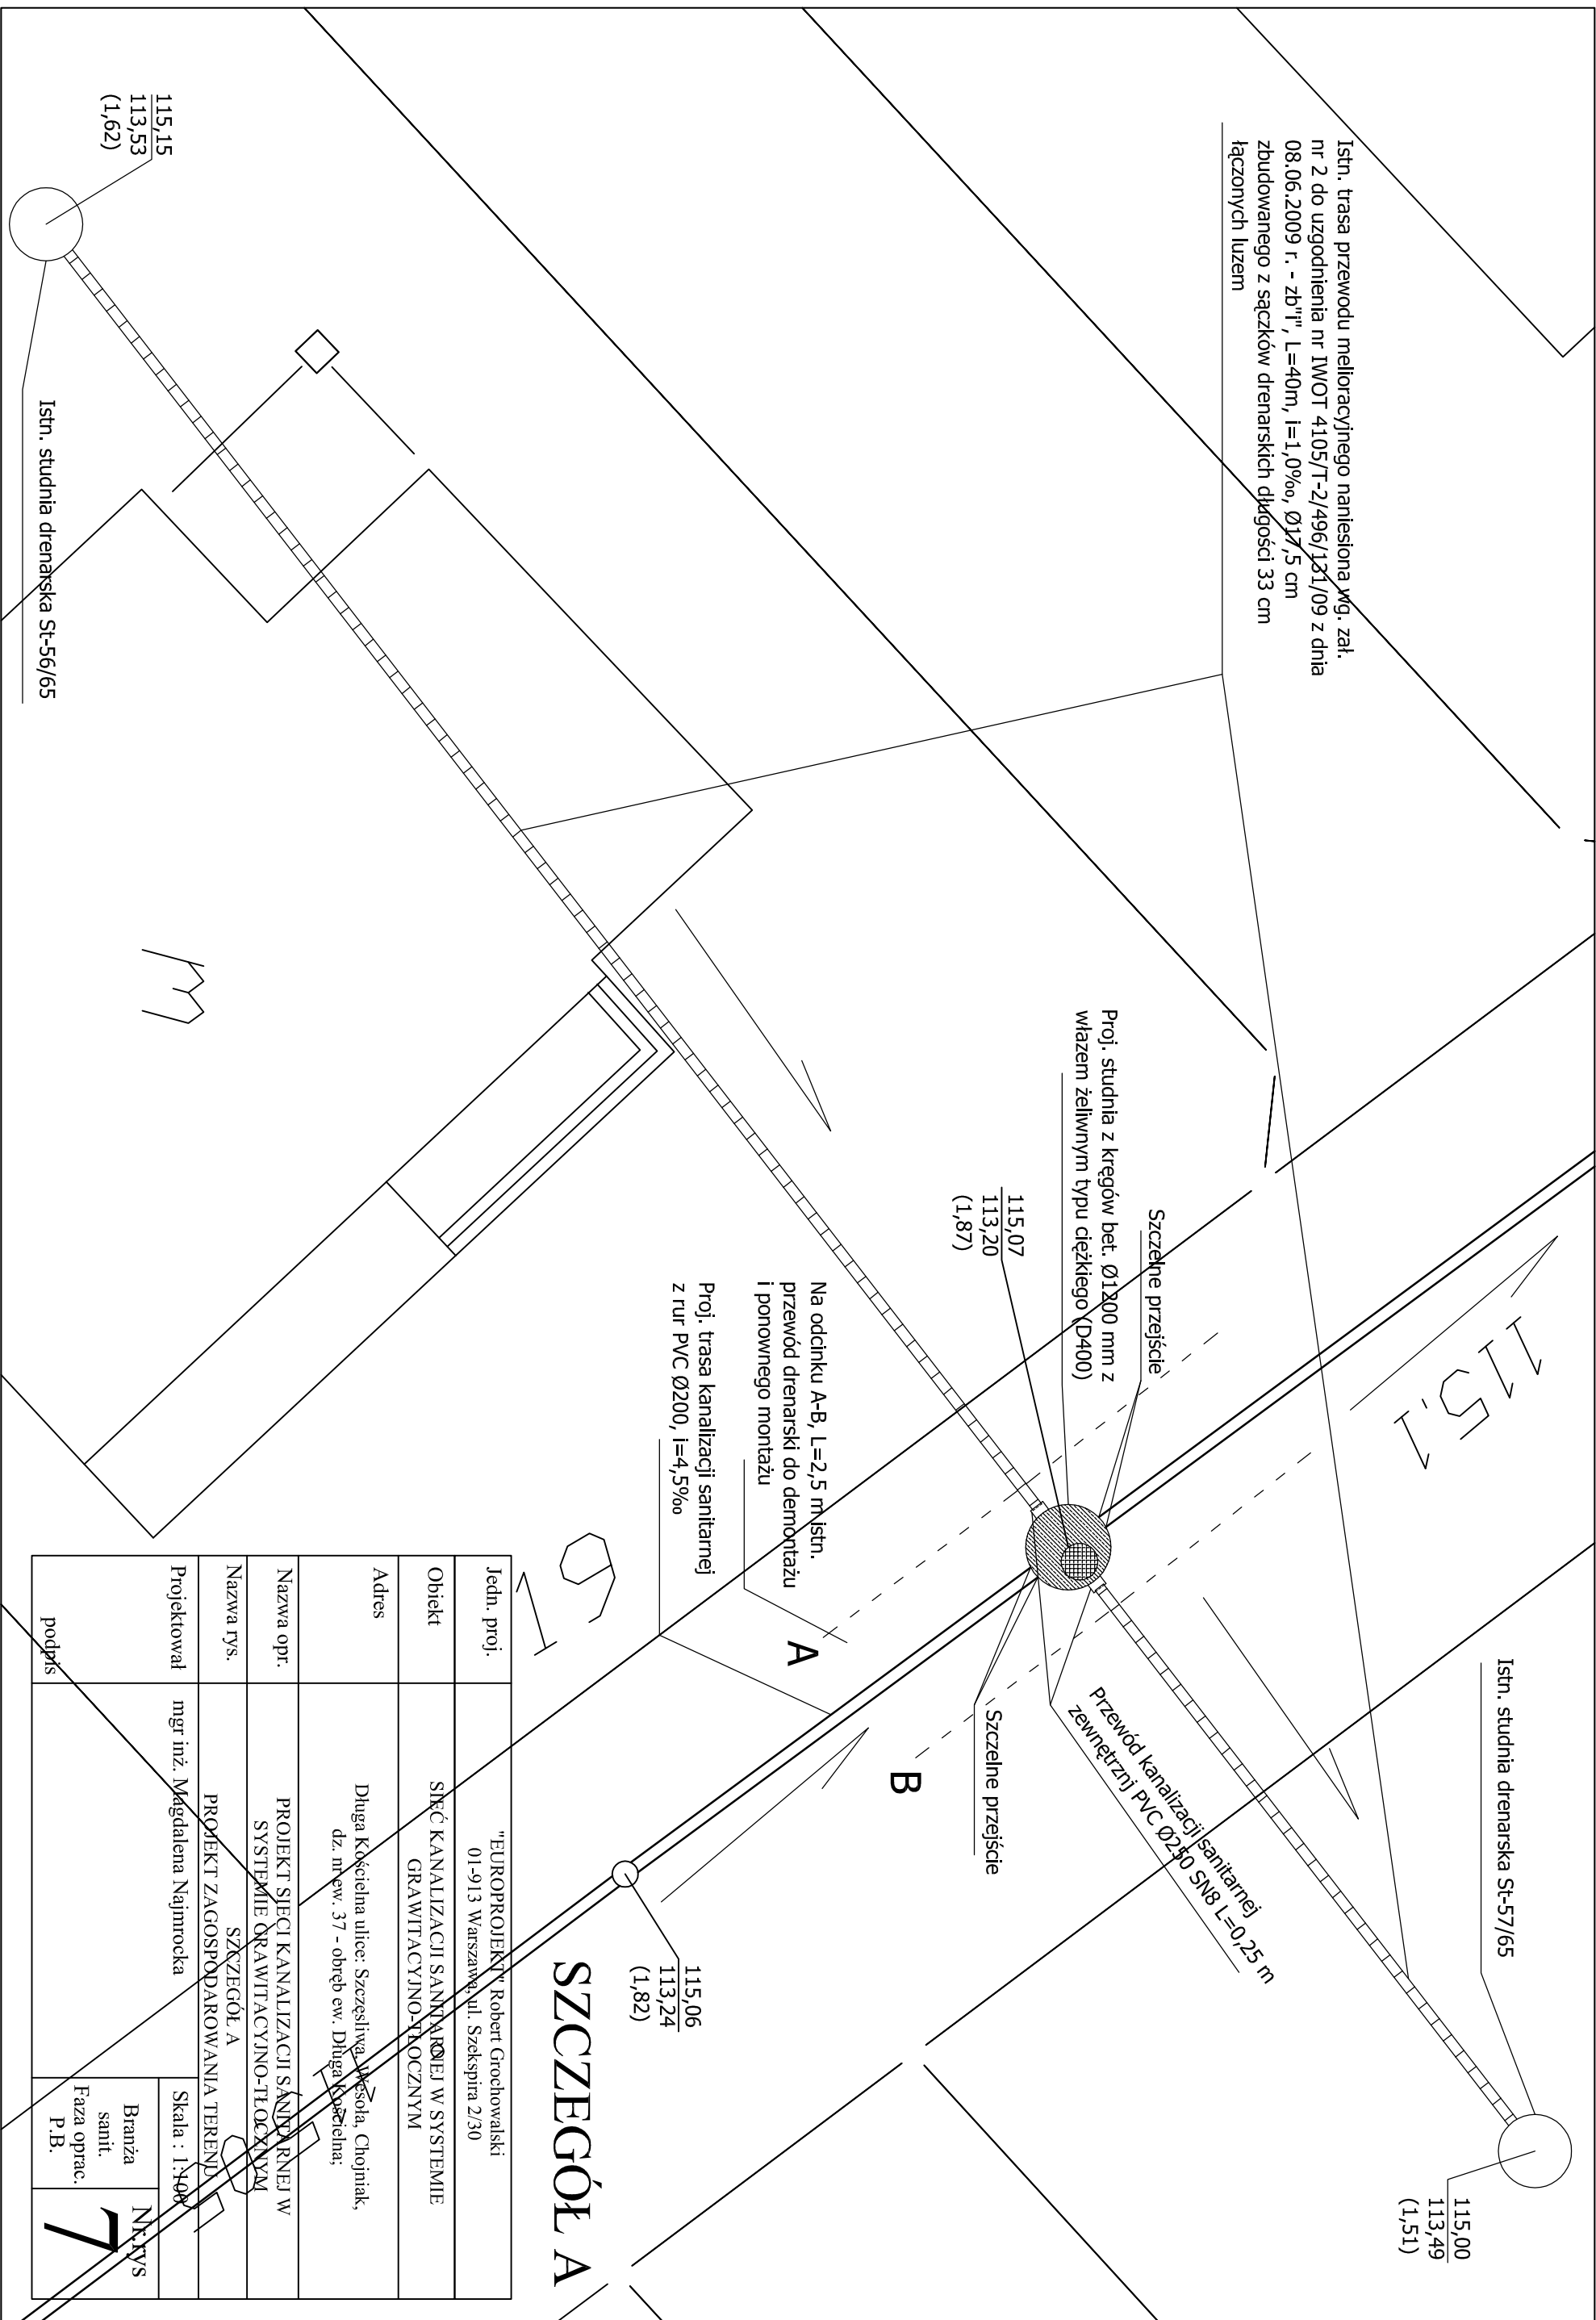 Istn. trasa przewodu melioracyjnego naniesiona wg. zał.
nr 2 do uzgodnienia nr IWOT 4105/T-2/496/131/09 z dnia
08.06.2009 r. - zb"i", L=40m, i=1,0‰, Ø17,5 cm
zbudowanego z sączków drenarskich długości 33 cm
łączonych luzem
115,15
113,53
(1,62)
Istn. studnia drenarska St-56/65
Proj. studnia z kręgów bet. Ø1200 mm z
włazem żeliwnym typu ciężkiego (D400)
Szczelne przejście
115,07
113,20
(1,87)
115.1
Na odcinku A-B, L=2,5 m istn.
przewód drenarski do demontażu
i ponownego montażu
Proj. trasa kanalizacji sanitarnej
z rur PVC Ø200, i=4,5‰
A
B
Szczelne przejście
Przewód kanalizacji sanitarnej
zewnętrznj PVC Ø250 SN8 L=0,25 m
Istn. studnia drenarska St-57/65
115,00
113,49
(1,51)
115,06
113,24
(1,82)
3
19
SZCZEGÓŁ A
Jedn. proj.
"EUROPROJEKT" Robert Grochowalski
01-913 Warszawa, ul. Szekspira 2/30
Obiekt
SIEĆ KANALIZACJI SANITARNEJ W SYSTEMIE
GRAWITACYJNO-TŁOCZNYM
Adres
Długa Kościelna ulice: Szczęśliwa, Wesoła, Chojniak,
dz. nr ew. 37 - obręb ew. Długa Kościelna;
Nazwa opr.
PROJEKT SIECI KANALIZACJI SANITARNEJ W
SYSTEMIE GRAWITACYJNO-TŁOCZNYM
Nazwa rys.
SZCZEGÓŁ A
PROJEKT ZAGOSPODAROWANIA TERENU
Projektował
mgr inż. Magdalena Najmrocka
podpis
Skala : 1:100
Branża
sanit.
Faza oprac.
P.B.
Nr.rys
7